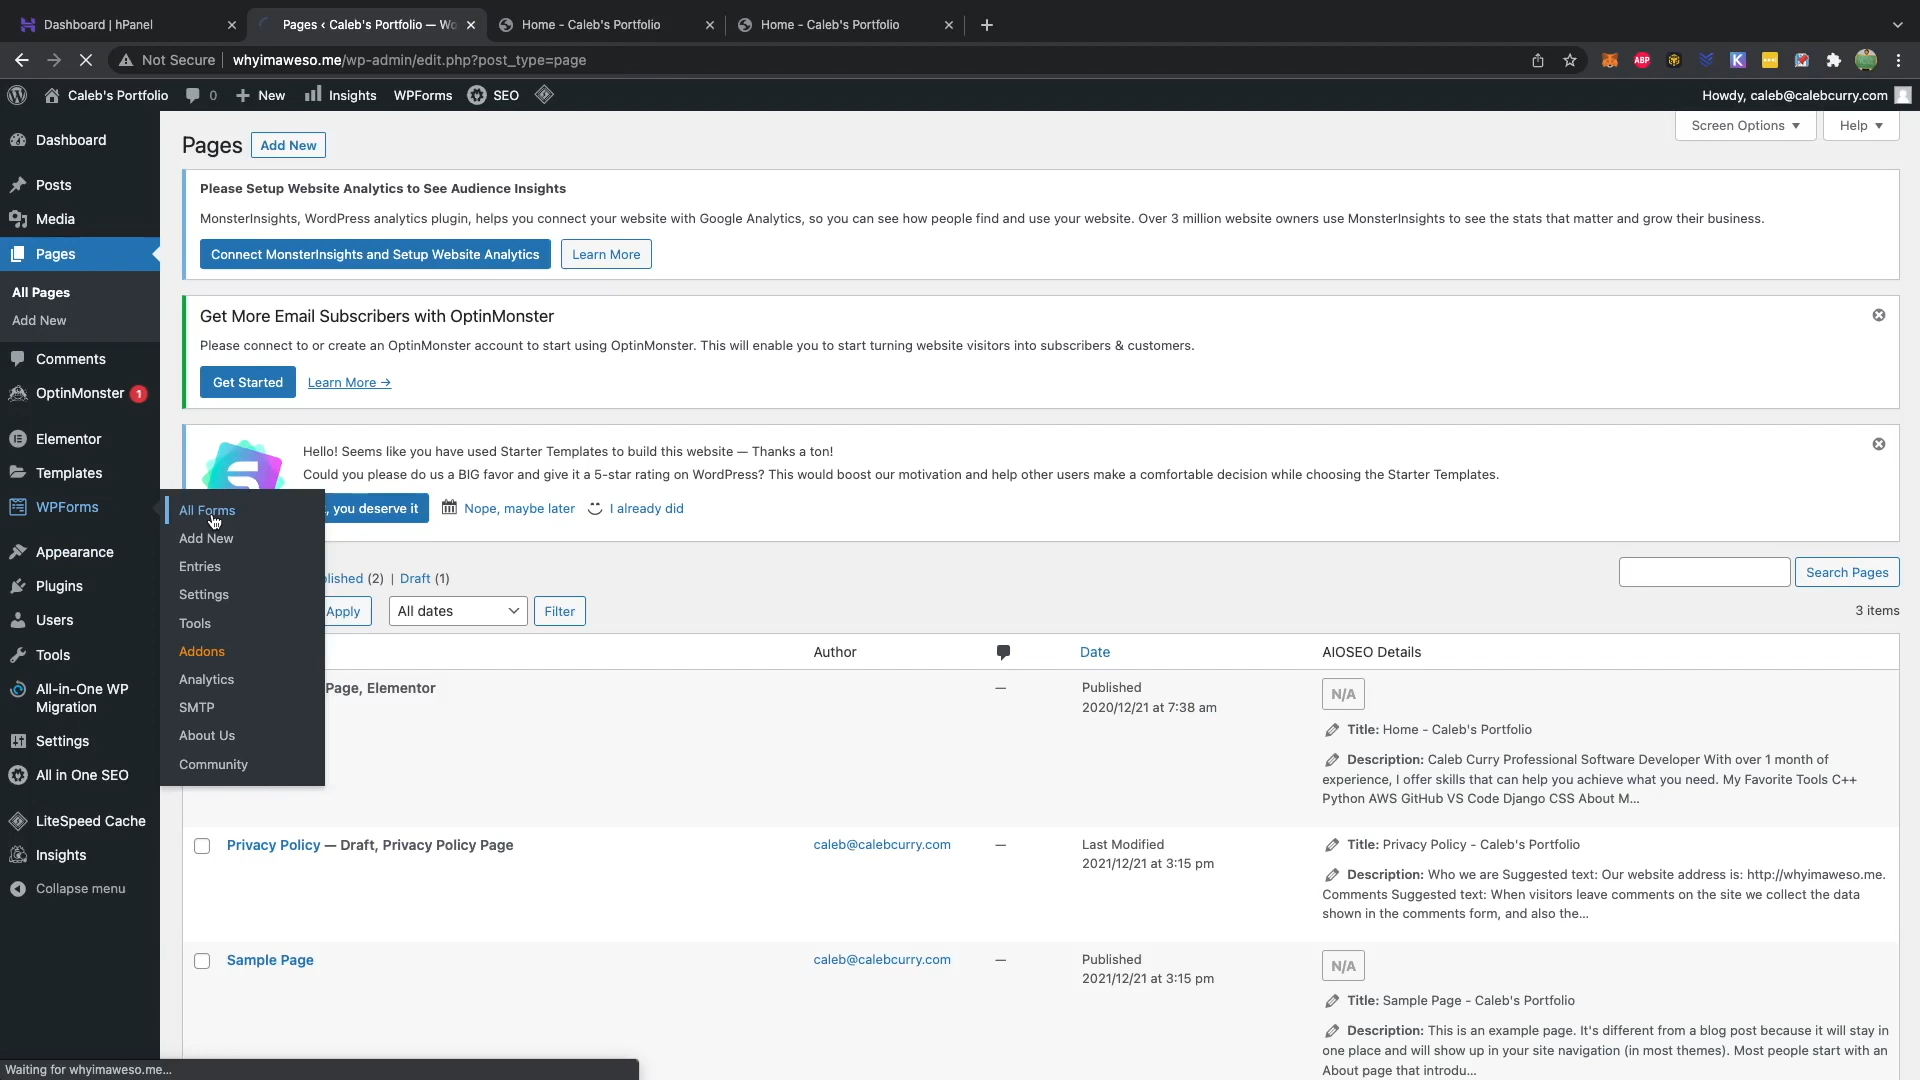 Dashboard | hPanel
Pages ‹ Caleb's Portfolio — Wo
Home - Caleb's Portfolio
Home - Caleb's Portfolio
Not Secure
whyimaweso.me/wp-admin/edit.php?post_type=page
ABP
K
Caleb's Portfolio
0
New
Insights
WPForms
SEO
Howdy, caleb@calebcurry.com
Dashboard
Posts
Media
Pages
All Pages
Add New
Comments
OptinMonster 1
Elementor
Templates
WPForms
Appearance
Plugins
Users
Tools
All-in-One WP
Migration
Settings
All in One SEO
LiteSpeed Cache
Insights
Collapse menu
All Forms
Add New
Entries
Settings
Tools
Addons
Analytics
SMTP
About Us
Community
Pages
Add New
Screen Options
Help
Please Setup Website Analytics to See Audience Insights
MonsterInsights, WordPress analytics plugin, helps you connect your website with Google Analytics, so you can see how people find and use your website. Over 3 million website owners use MonsterInsights to see the stats that matter and grow their business.
Connect MonsterInsights and Setup Website Analytics
Learn More
Get More Email Subscribers with OptinMonster
Please connect to or create an OptinMonster account to start using OptinMonster. This will enable you to start turning website visitors into subscribers & customers.
Get Started
Learn More →
Hello! Seems like you have used Starter Templates to build this website — Thanks a ton!
Could you please do us a BIG favor and give it a 5-star rating on WordPress? This would boost our motivation and help other users make a comfortable decision while choosing the Starter Templates.
, you deserve it
Nope, maybe later
I already did
blished (2) | Draft (1)
Search Pages
Apply
All dates
Filter
3 items
Author
Date
AIOSEO Details
Page, Elementor
—
Published
2020/12/21 at 7:38 am
N/A
Title: Home - Caleb's Portfolio
Description: Caleb Curry Professional Software Developer With over 1 month of
experience, I offer skills that can help you achieve what you need. My Favorite Tools C++
Python AWS GitHub VS Code Django CSS About M...
Privacy Policy — Draft, Privacy Policy Page
caleb@calebcurry.com
—
Last Modified
2021/12/21 at 3:15 pm
Title: Privacy Policy - Caleb's Portfolio
Description: Who we are Suggested text: Our website address is: http://whyimaweso.me.
Comments Suggested text: When visitors leave comments on the site we collect the data
shown in the comments form, and also the...
Sample Page
caleb@calebcurry.com
—
Published
2021/12/21 at 3:15 pm
N/A
Title: Sample Page - Caleb's Portfolio
Description: This is an example page. It's different from a blog post because it will stay in
one place and will show up in your site navigation (in most themes). Most people start with an
About page that introdu...
Waiting for whyimaweso.me...